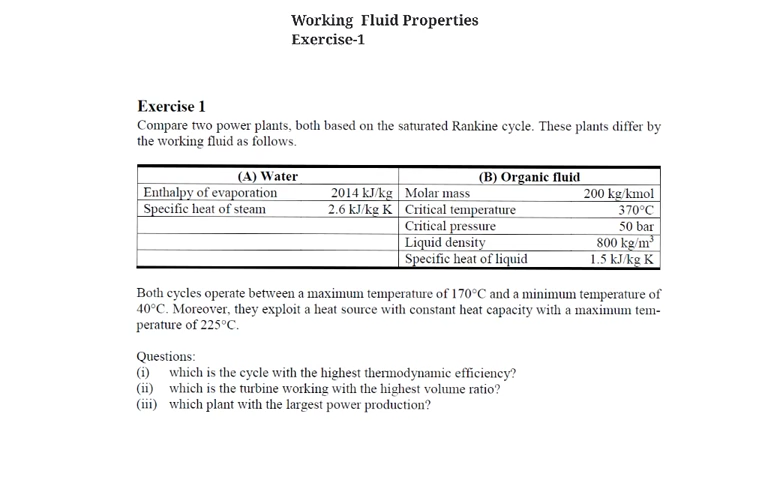 Working Fluid Properties
Exercise-1
Exercise 1
Compare two power plants, both based on the saturated Rankine cycle. These plants differ by
the working fluid as follows.
(A) Water (B) Organic fluid
Enthalpy of evaporation 2014 kJ/kg Molar mass 200 kg/kmol
Specific heat of steam 2.6 kJ/kg K Critical temperature 370°C
Critical pressure 50 bar
Liquid density 800 kg/m³
Specific heat of liquid 1.5 kJ/kg K
Both cycles operate between a maximum temperature of 170°C and a minimum temperature of
40°C. Moreover, they exploit a heat source with constant heat capacity with a maximum tem-
perature of 225°C.
Questions:
(i) which is the cycle with the highest thermodynamic efficiency?
(ii) which is the turbine working with the highest volume ratio?
(iii) which plant with the largest power production?